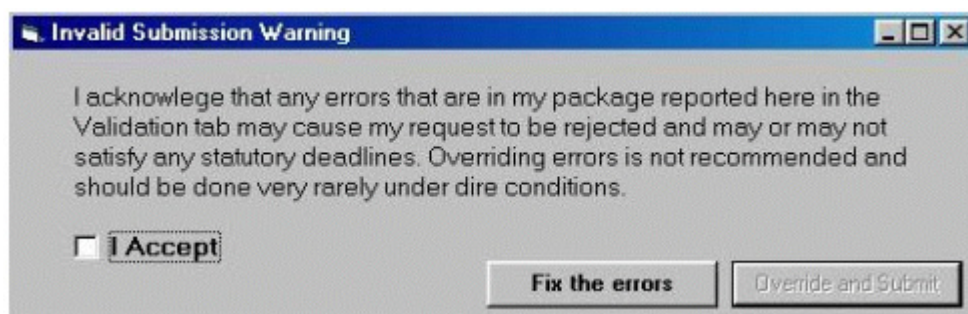 Invalid Submission Warning
I acknowlege that any errors that are in my package reported here in the
Validation tab may cause my request to be rejected and may or may not
satisfy any statutory deadlines. Overriding errors is not recommended and
should be done very rarely under dire conditions.
I Accept
Fix the errors
Override and Submit